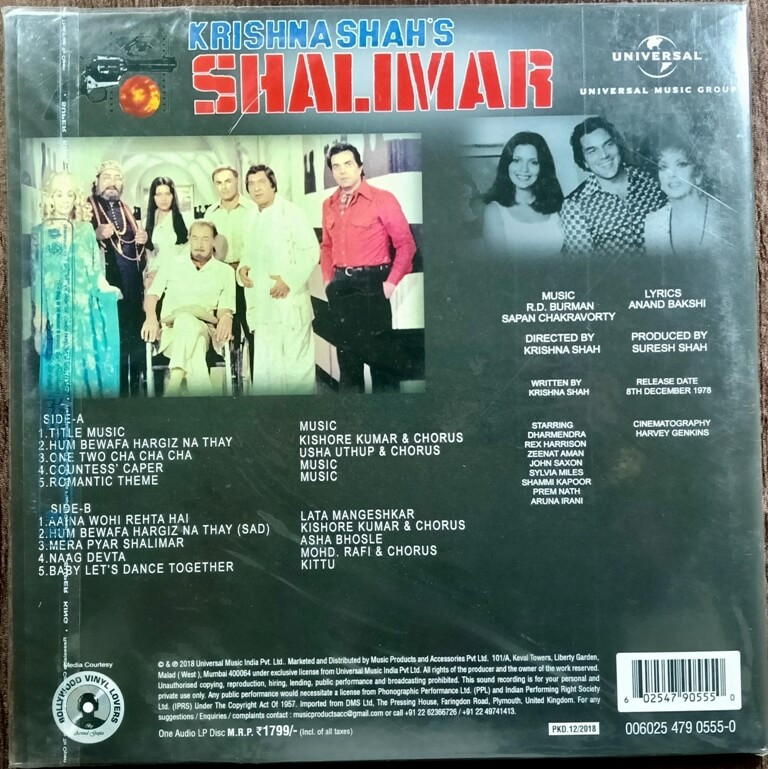 KRISHNA SHAH'S
SHALIMAR
UNIVERSAL
UNIVERSAL MUSIC GROUP
MUSIC
R.D. BURMAN
SAPAN CHAKRAVORTY
LYRICS
ANAND BAKSHI
DIRECTED BY
KRISHNA SHAH
PRODUCED BY
SURESH SHAH
WRITTEN BY
KRISHNA SHAH
RELEASE DATE
8TH DECEMBER 1978
STARRING
DHARMENDRA
REX HARRISON
ZEENAT AMAN
JOHN SAXON
SYLVIA MILES
SHAMMI KAPOOR
PREM NATH
ARUNA IRANI
CINEMATOGRAPHY
HARVEY GENKINS
SIDE-A
1.TITLE MUSIC MUSIC
2.HUM BEWAFA HARGIZ NA THAY KISHORE KUMAR & CHORUS
3.ONE TWO CHA CHA CHA USHA UTHUP & CHORUS
4.COUNTESS' CAPER MUSIC
5.ROMANTIC THEME MUSIC
SIDE-B
1.AAINA WOHI REHTA HAI LATA MANGESHKAR
2.HUM BEWAFA HARGIZ NA THAY (SAD) KISHORE KUMAR & CHORUS
3.MERA PYAR SHALIMAR ASHA BHOSLE
4.NAAG DEVTA MOHD. RAFI & CHORUS
5.BABY LET'S DANCE TOGETHER KITTU
Media Courtesy
BOLLYWOOD VINYL LOVERS
© & ℗ 2018 Universal Music India Pvt. Ltd.. Marketed and Distributed by Music Products and Accessories Pvt Ltd. 101/A, Keval Towers, Liberty Garden,
Malad ( West ), Mumbai 400064 under exclusive license from Universal Music India Pvt Ltd. All rights of the producer and the owner of the work reserved.
Unauthorised copying, reproduction, hiring, lending, public performance and broadcasting prohibited. This sound recording is for your personal and
private use only. Any public performance would necessitate a license from Phonographic Performance Ltd. (PPL) and Indian Performing Right Society
Ltd. (IPRS) Under The Copyright Act Of 1957. Imported from DMS Ltd, The Pressing House, Faringdon Road, Plymouth, United Kingdom. For any
suggestions / Enquiries / complaints contact : musicproductsacc@gmail.com or call +91 22 62366726 / +91 22 49741413.
One Audio LP Disc M.R.P. ₹1799/- (Incl. of all taxes)
PKD.12/2018
6 02547 90555 0
006025 479 0555-0